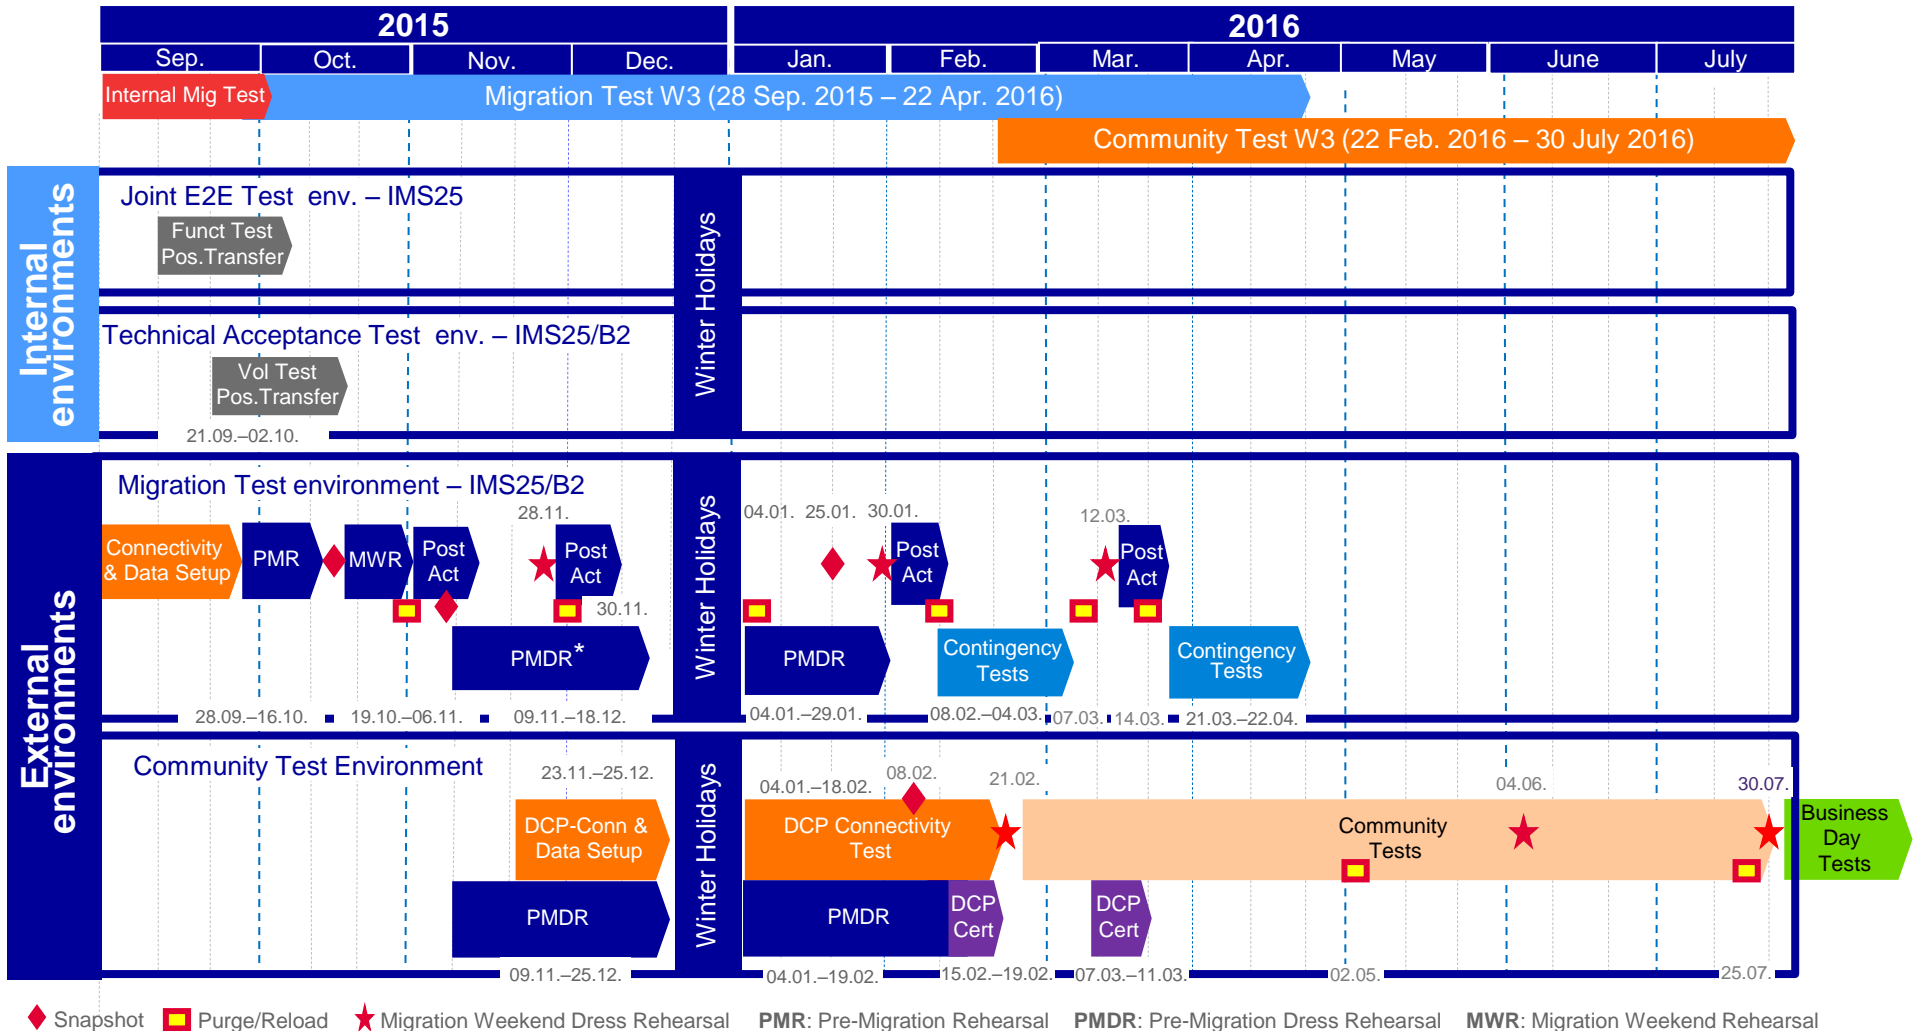 2015
2016
Sep.
Oct.
Nov.
Dec.
Jan.
Feb.
Mar.
Apr.
May
June
July
Internal Mig Test
Migration Test W3 (28 Sep. 2015 – 22 Apr. 2016)
Community Test W3 (22 Feb. 2016 – 30 July 2016)
Internal
environments
Joint E2E Test env. – IMS25
Funct Test
Pos.Transfer
Winter Holidays
Technical Acceptance Test env. – IMS25/B2
Vol Test
Pos.Transfer
21.09.–02.10.
External
environments
Migration Test environment – IMS25/B2
28.11.
04.01.
25.01.
30.01.
12.03.
Connectivity
& Data Setup
PMR
MWR
Post
Act
Post
Act
Post
Act
Post
Act
30.11.
Winter Holidays
PMDR*
PMDR
Contingency
Tests
Contingency
Tests
28.09.–16.10.
19.10.–06.11.
09.11.–18.12.
04.01.–29.01.
08.02.–04.03.
07.03.
14.03.
21.03.–22.04.
Community Test Environment
23.11.–25.12.
04.01.–18.02.
08.02.
21.02.
04.06.
30.07.
DCP-Conn &
Data Setup
Winter Holidays
DCP Connectivity
Test
Community
Tests
Business
Day
Tests
PMDR
PMDR
DCP
Cert
DCP
Cert
09.11.–25.12.
04.01.–19.02.
15.02.–19.02.
07.03.–11.03.
02.05.
25.07.
Snapshot
Purge/Reload
Migration Weekend Dress Rehearsal
PMR: Pre-Migration Rehearsal
PMDR: Pre-Migration Dress Rehearsal
MWR: Migration Weekend Rehearsal